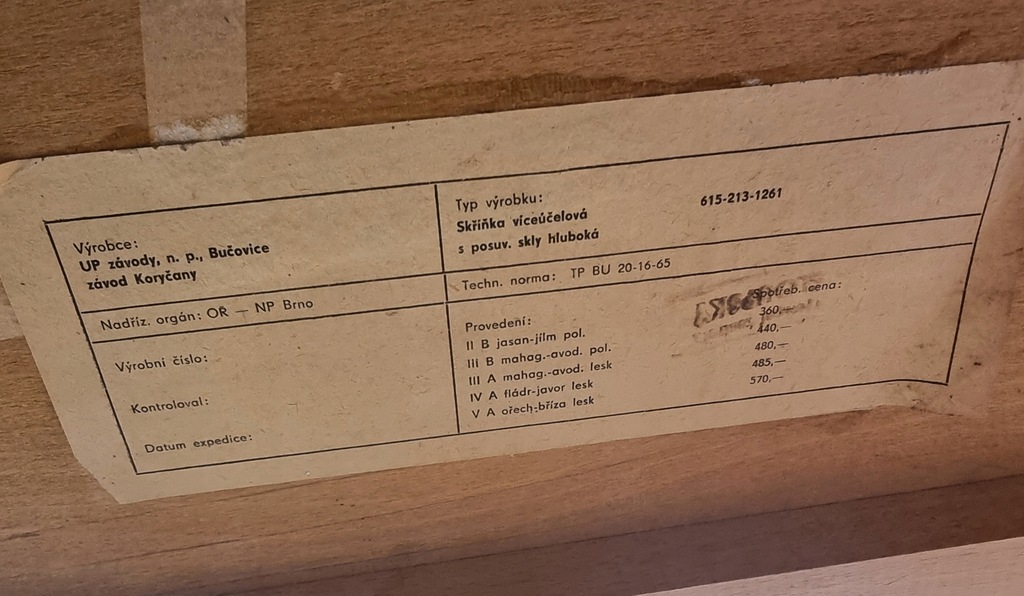 Výrobce:
UP závody, n. p., Bučovice
závod Koryčany
Typ výrobku:
Skříňka víceúčelová
s posuv. skly hluboká
615-213-1261
Nadříz. orgán: OR — NP Brno
Techn. norma: TP BU 20-16-65
Výrobní číslo:
Kontroloval:
Datum expedice:
Provedení:
Spotřeb. cena:
II B jasan-jílm pol.
360,—
III B mahag.-avod. pol.
440,—
III A mahag.-avod. lesk
480,—
IV A fládr-javor lesk
485,—
V A ořech-bříza lesk
570,—